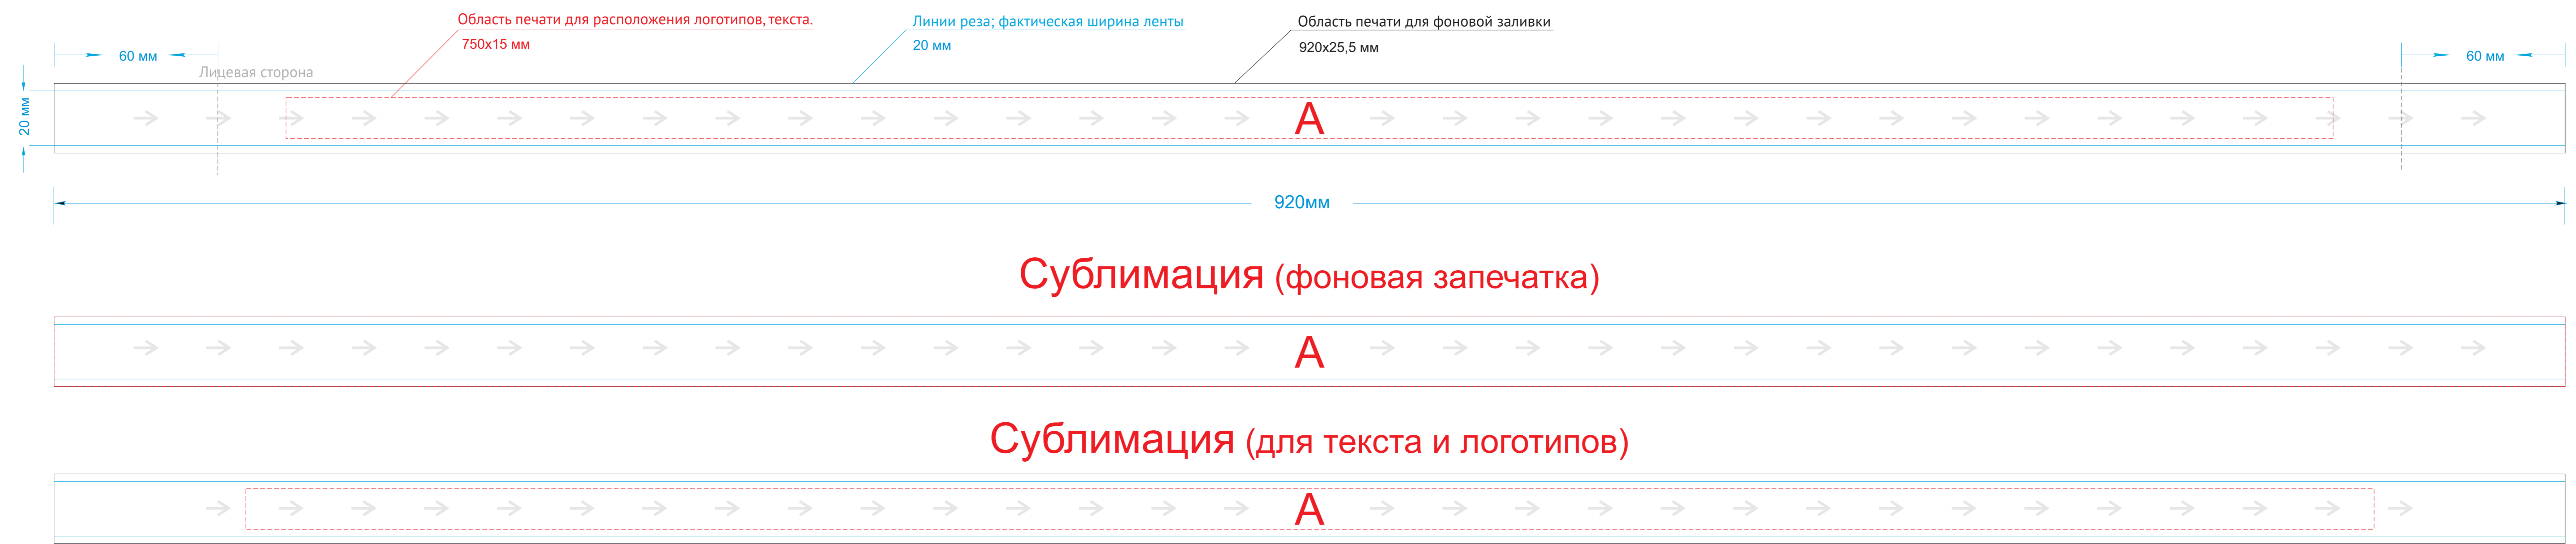 Область печати для расположения логотипов, текста.
750х15 мм
Линии реза; фактическая ширина ленты
20 мм
Область печати для фоновой заливки
920х25,5 мм
60 мм
60 мм
Лицевая сторона
20 мм
А
920мм
Сублимация (фоновая запечатка)
А
Сублимация (для текста и логотипов)
А